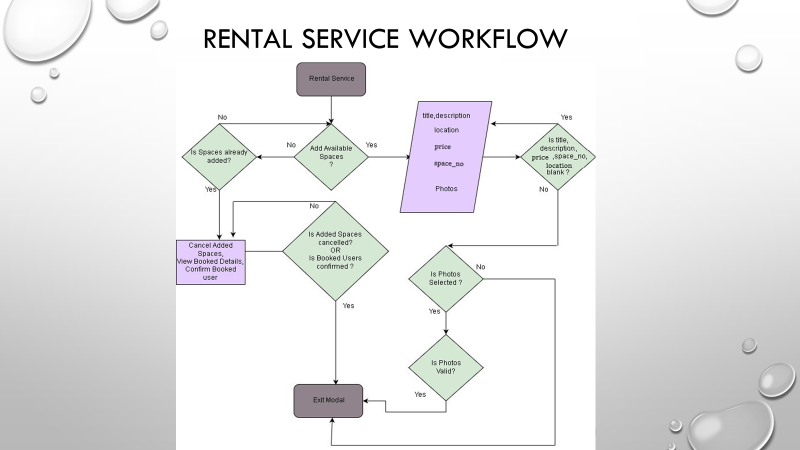 RENTAL SERVICE WORKFLOW
Rental Service
No
Is Spaces already
added?
No
Add Available
Spaces
?
Yes
title,description
location
price
space_no
Photos
Yes
Is title,
description,
price ,space_no,
location
blank ?
Yes
No
No
Is Added Spaces
cancelled?
OR
Is Booked Users
confirmed ?
Cancel Added
Spaces,
View Booked Details,
Confirm Booked
user
Is Photos
Selected ?
No
Yes
Yes
Is Photos
Valid?
Yes
Exit Modal